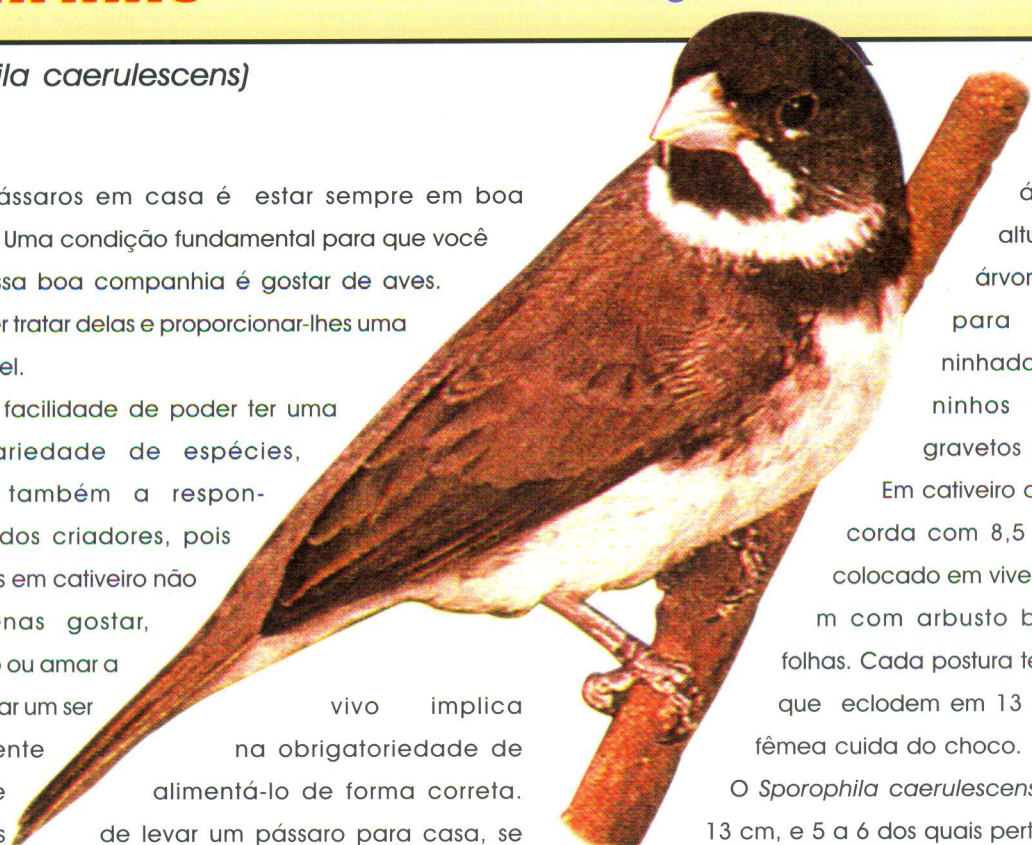 ila caerulescens)
ássaros em casa é estar sempre em boa
Uma condição fundamental para que você
ssa boa companhia é gostar de aves.
er tratar delas e proporcionar-lhes uma
el.
facilidade de poder ter uma
ariedade de espécies,
também a respon-
dos criadores, pois
s em cativeiro não
enas gostar,
o ou amar a
ar um ser vivo implica
ente na obrigatoriedade de
e alimentá-lo de forma correta.
s de levar um pássaro para casa, se
á
altu
árvor
para
ninhado
ninhos
gravetos
Em cativeiro o
corda com 8,5
colocado em vive
m com arbusto b
folhas. Cada postura te
que eclodem em 13
fêmea cuida do choco.
O Sporophila caerulescens
13 cm, e 5 a 6 dos quais pert